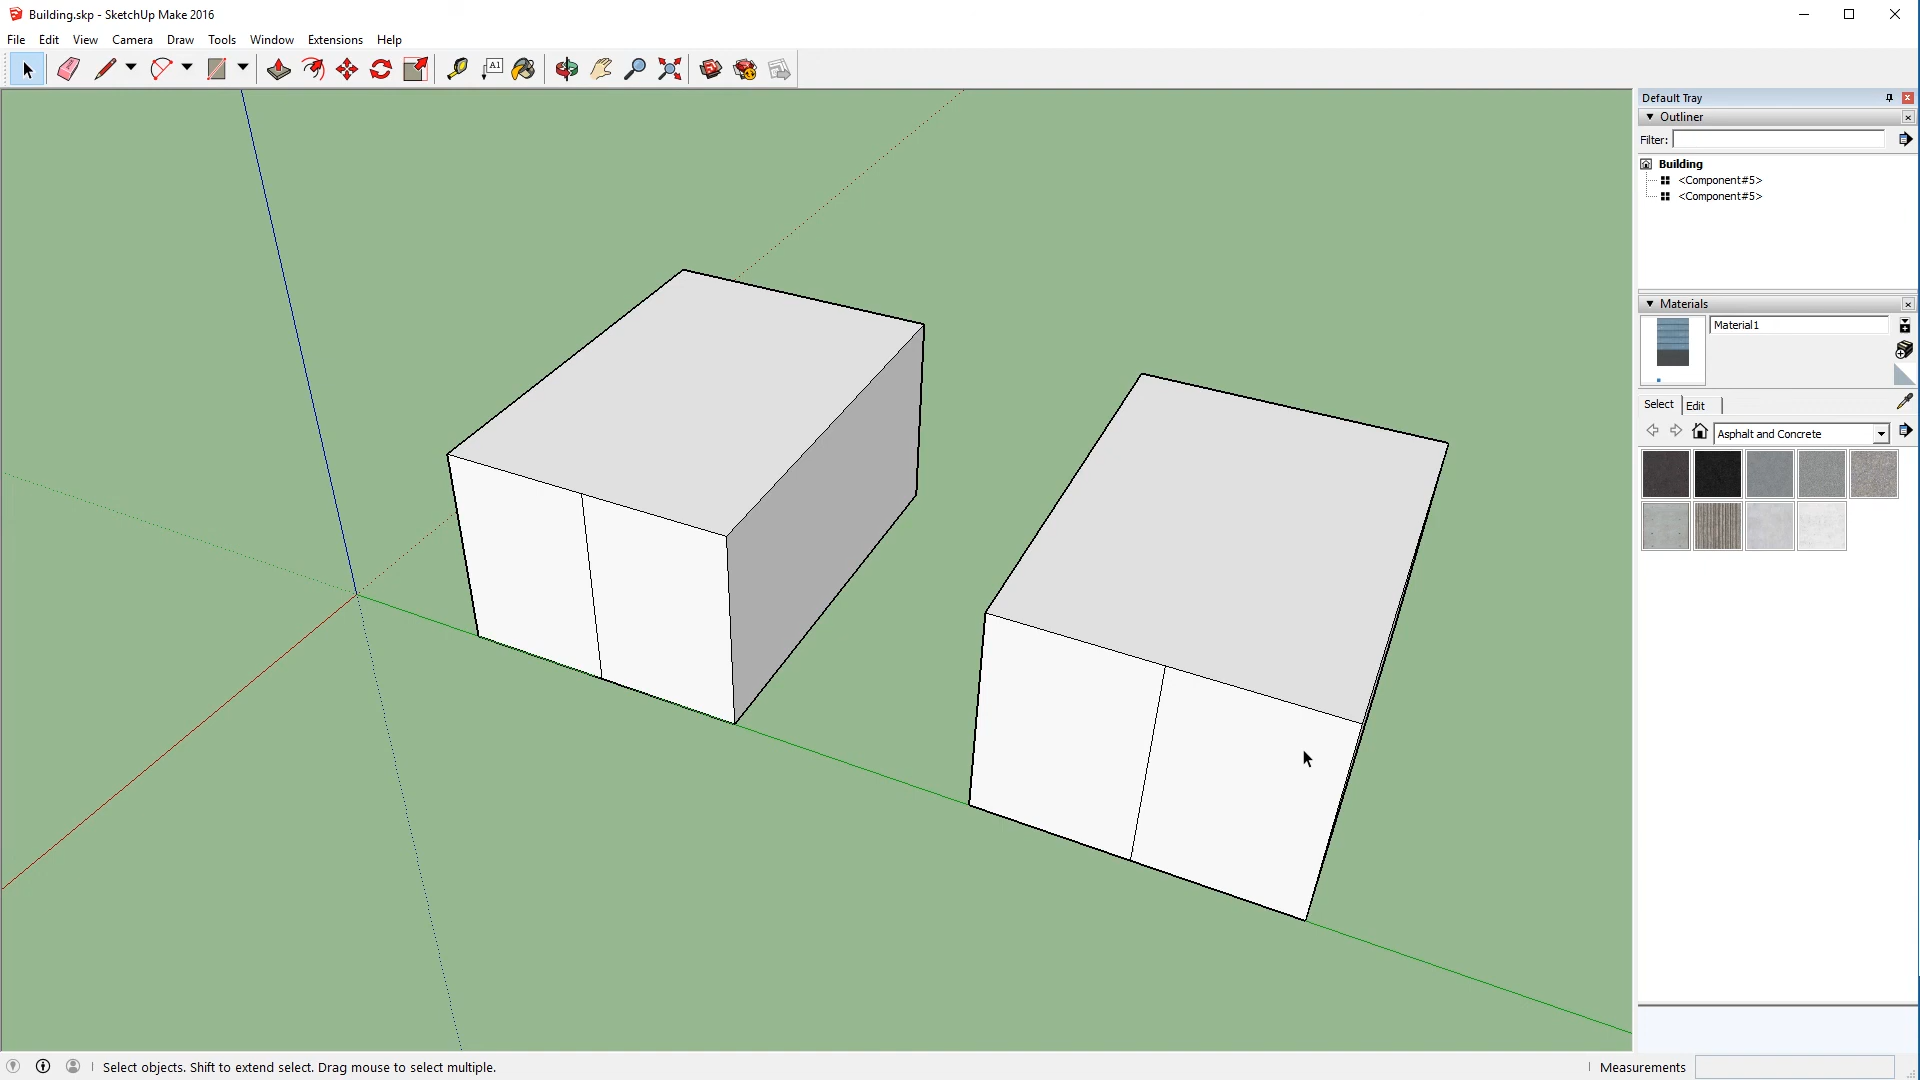 Building.skp - SketchUp Make 2016
File Edit View Camera Draw Tools Window Extensions Help
A1
Default Tray
Outliner
Filter:
Building
<Component#5>
<Component#5>
Materials
Material1
Select Edit
Asphalt and Concrete
Select objects. Shift to extend select. Drag mouse to select multiple.
Measurements